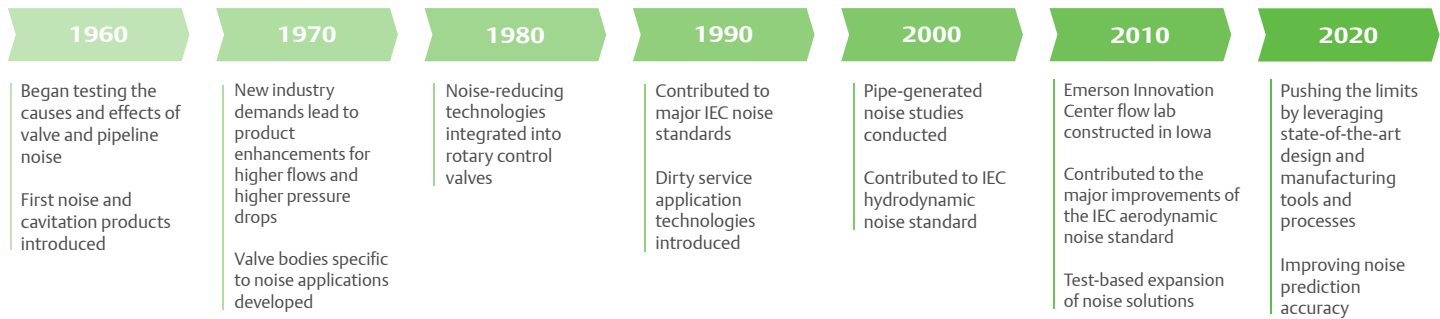 1960
Began testing the
causes and effects of
valve and pipeline
noise
First noise and
cavitation products
introduced
1970
New industry
demands lead to
product
enhancements for
higher flows and
higher pressure
drops
Valve bodies specific
to noise applications
developed
1980
Noise-reducing
technologies
integrated into
rotary control
valves
1990
Contributed to
major IEC noise
standards
Dirty service
application
technologies
introduced
2000
Pipe-generated
noise studies
conducted
Contributed to IEC
hydrodynamic
noise standard
2010
Emerson Innovation
Center flow lab
constructed in Iowa
Contributed to the
major improvements of
the IEC aerodynamic
noise standard
Test-based expansion
of noise solutions
2020
Pushing the limits
by leveraging
state-of-the-art
design and
manufacturing
tools and
processes
Improving noise
prediction
accuracy